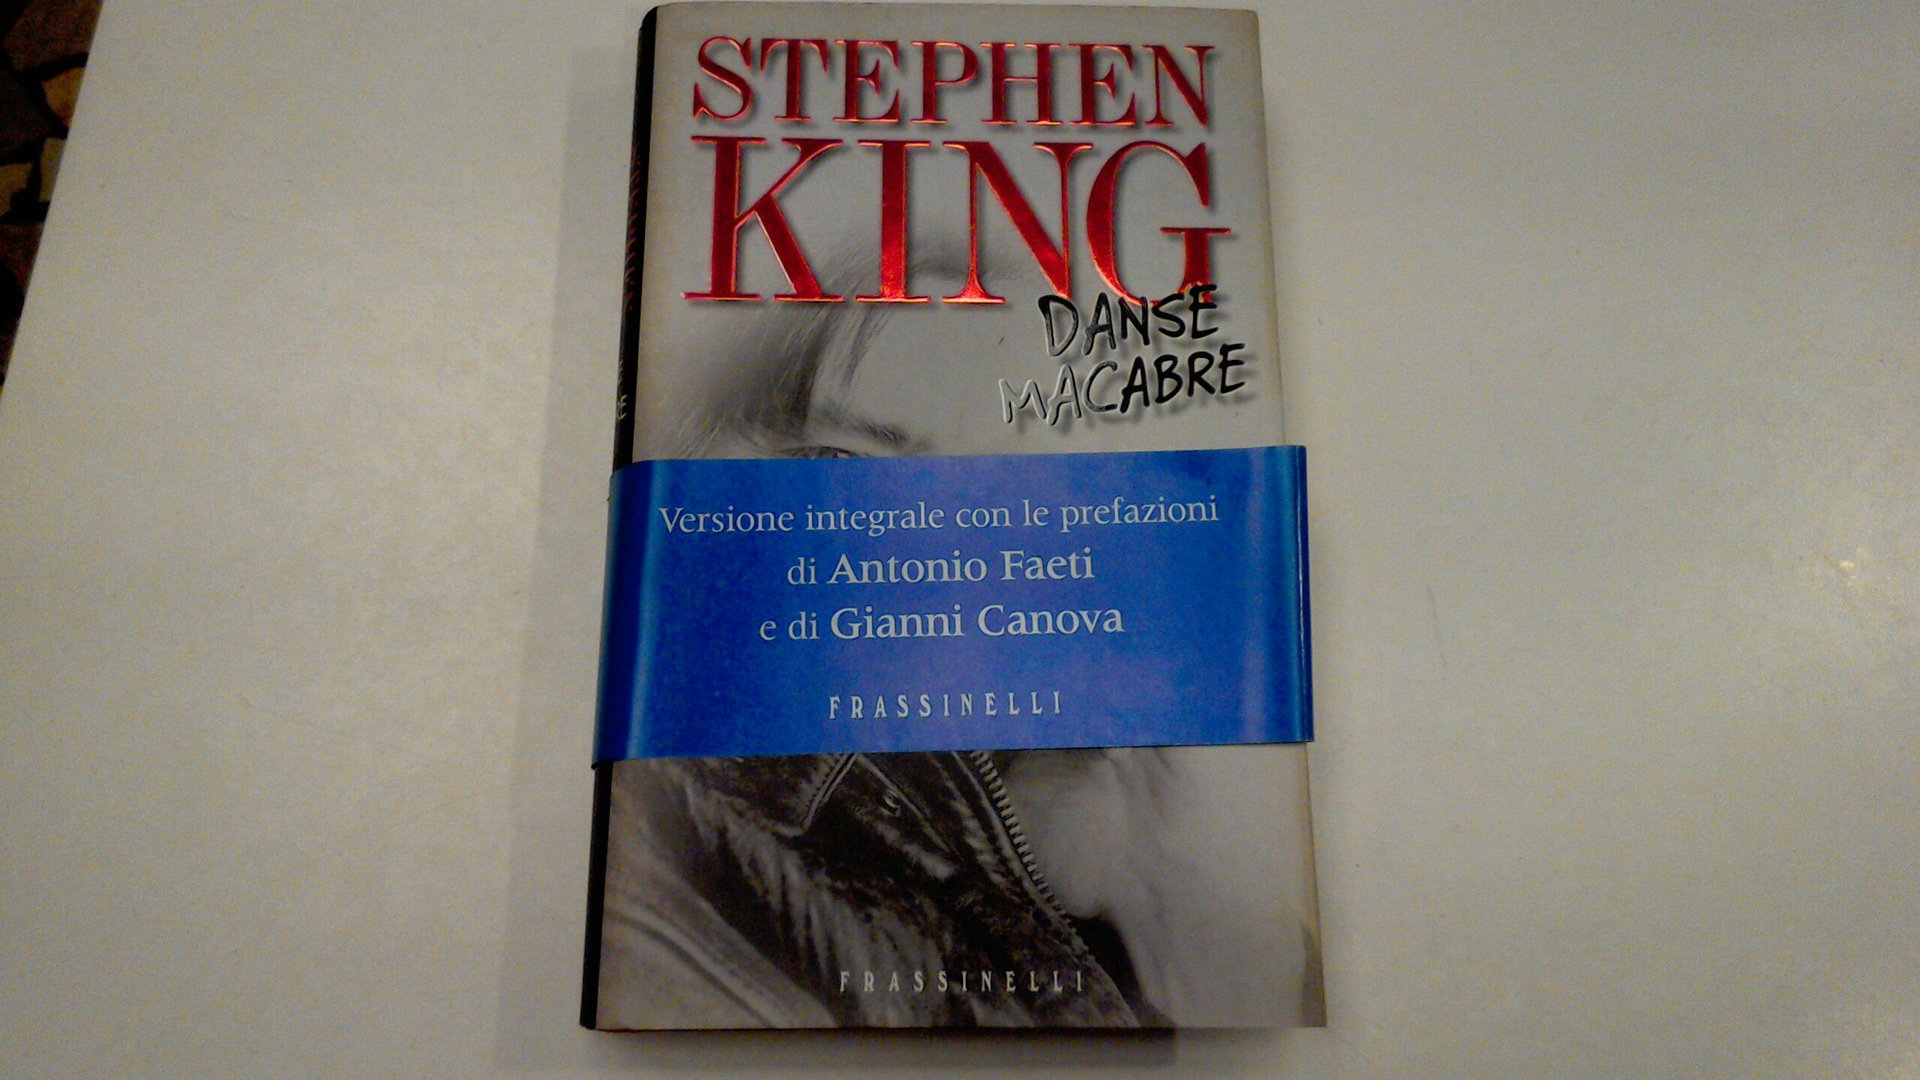 STEPHEN
KING
DANSE
MACABRE
Versione integrale con le prefazioni
di Antonio Faeti
e di Gianni Canova
FRASSINELLI
FRASSINELLI